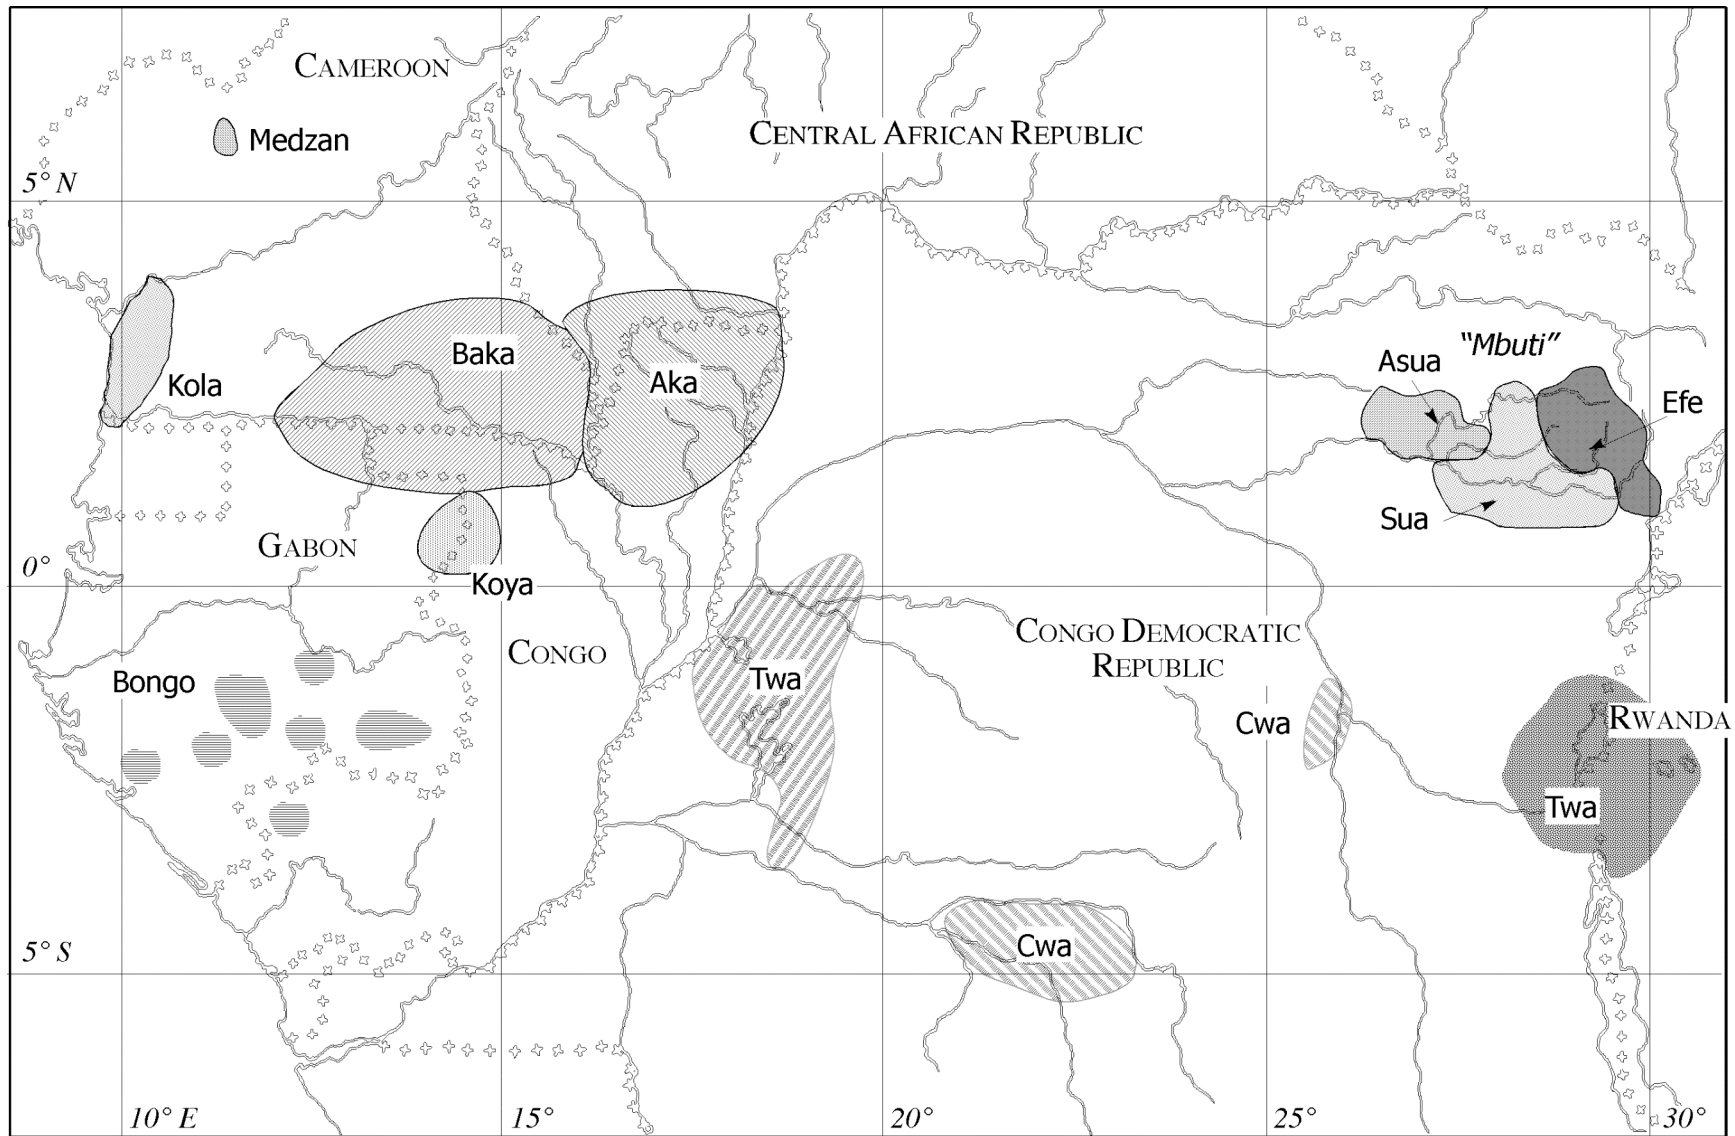 CAMEROON
Medzan
CENTRAL AFRICAN REPUBLIC
5° N
Baka
Aka
Kola
"Mbuti"
Asua
Efe
Sua
GABON
0°
Koya
CONGO
CONGO DEMOCRATIC
REPUBLIC
Bongo
Twa
Cwa
RWANDA
Twa
5° S
Cwa
10° E
15°
20°
25°
30°